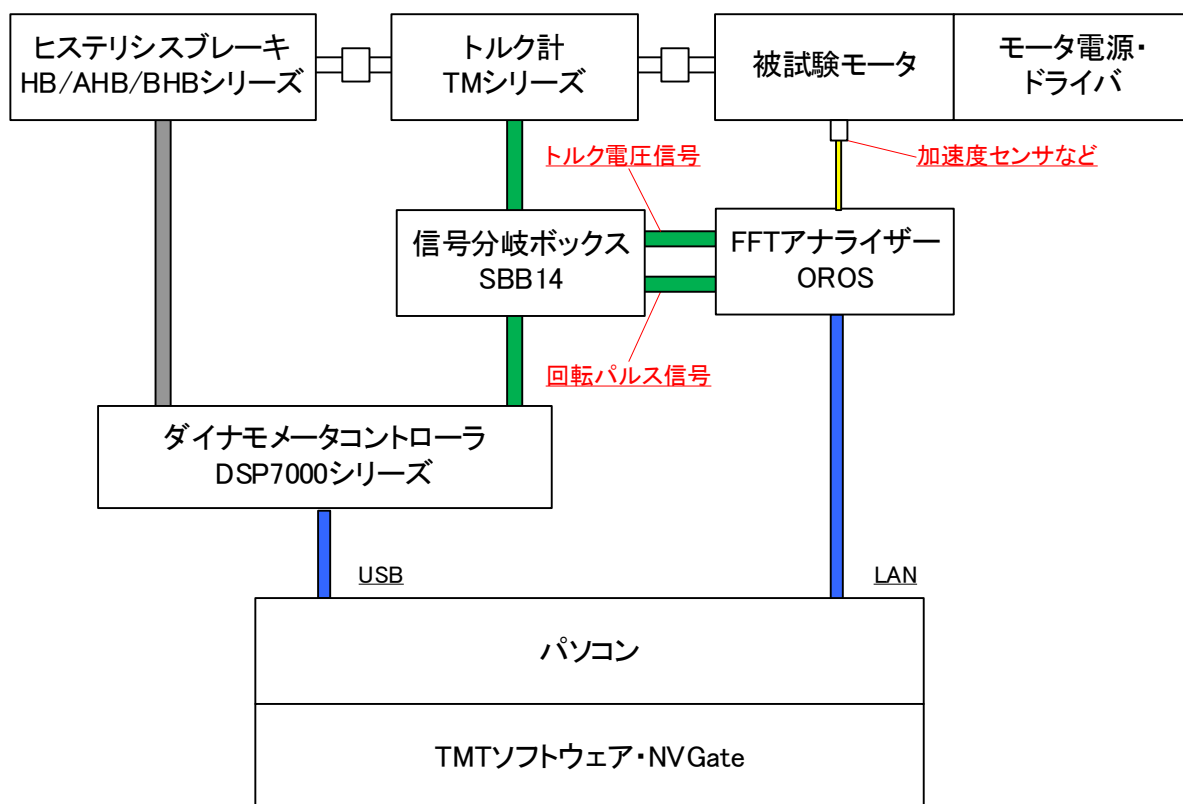 ヒステリシスブレーキ
HB/AHB/BHBシリーズ
トルク計
TMシリーズ
被試験モータ
モータ電源・
ドライバ
トルク電圧信号
加速度センサなど
信号分岐ボックス
SBB14
FFTアナライザー
OROS
回転パルス信号
ダイナモメータコントローラ
DSP7000シリーズ
USB
LAN
パソコン
TMTソフトウェア・NVGate